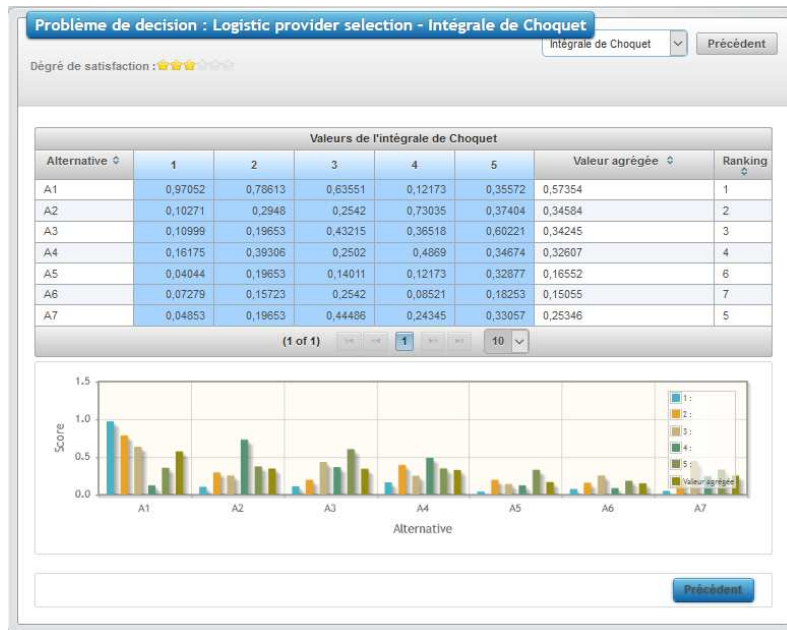 Problème de decision : Logistic provider selection - Intégrale de Choquet
Intégrale de Choquet Précédent
Dégré de satisfaction :
Valeurs de l'intégrale de Choquet
Alternative 1 2 3 4 5 Valeur agrégée Ranking
A1 0,97052 0,78613 0,63551 0,12173 0,35572 0,57354 1
A2 0,10271 0,2948 0,2542 0,73035 0,37404 0,34584 2
A3 0,10999 0,19653 0,43215 0,36518 0,60221 0,34245 3
A4 0,16175 0,39306 0,2502 0,4869 0,34674 0,32607 4
A5 0,04044 0,19653 0,14011 0,12173 0,32877 0,16552 6
A6 0,07279 0,15723 0,2542 0,08521 0,18253 0,15055 7
A7 0,04853 0,19653 0,44486 0,24345 0,33057 0,25346 5
(1 of 1) 1 10
1.5
1.0
0.5
0.0
Score
1 :
2 :
3 :
4 :
5 :
Valeur agrégée
A1 A2 A3 A4 A5 A6 A7
Alternative
Précédent